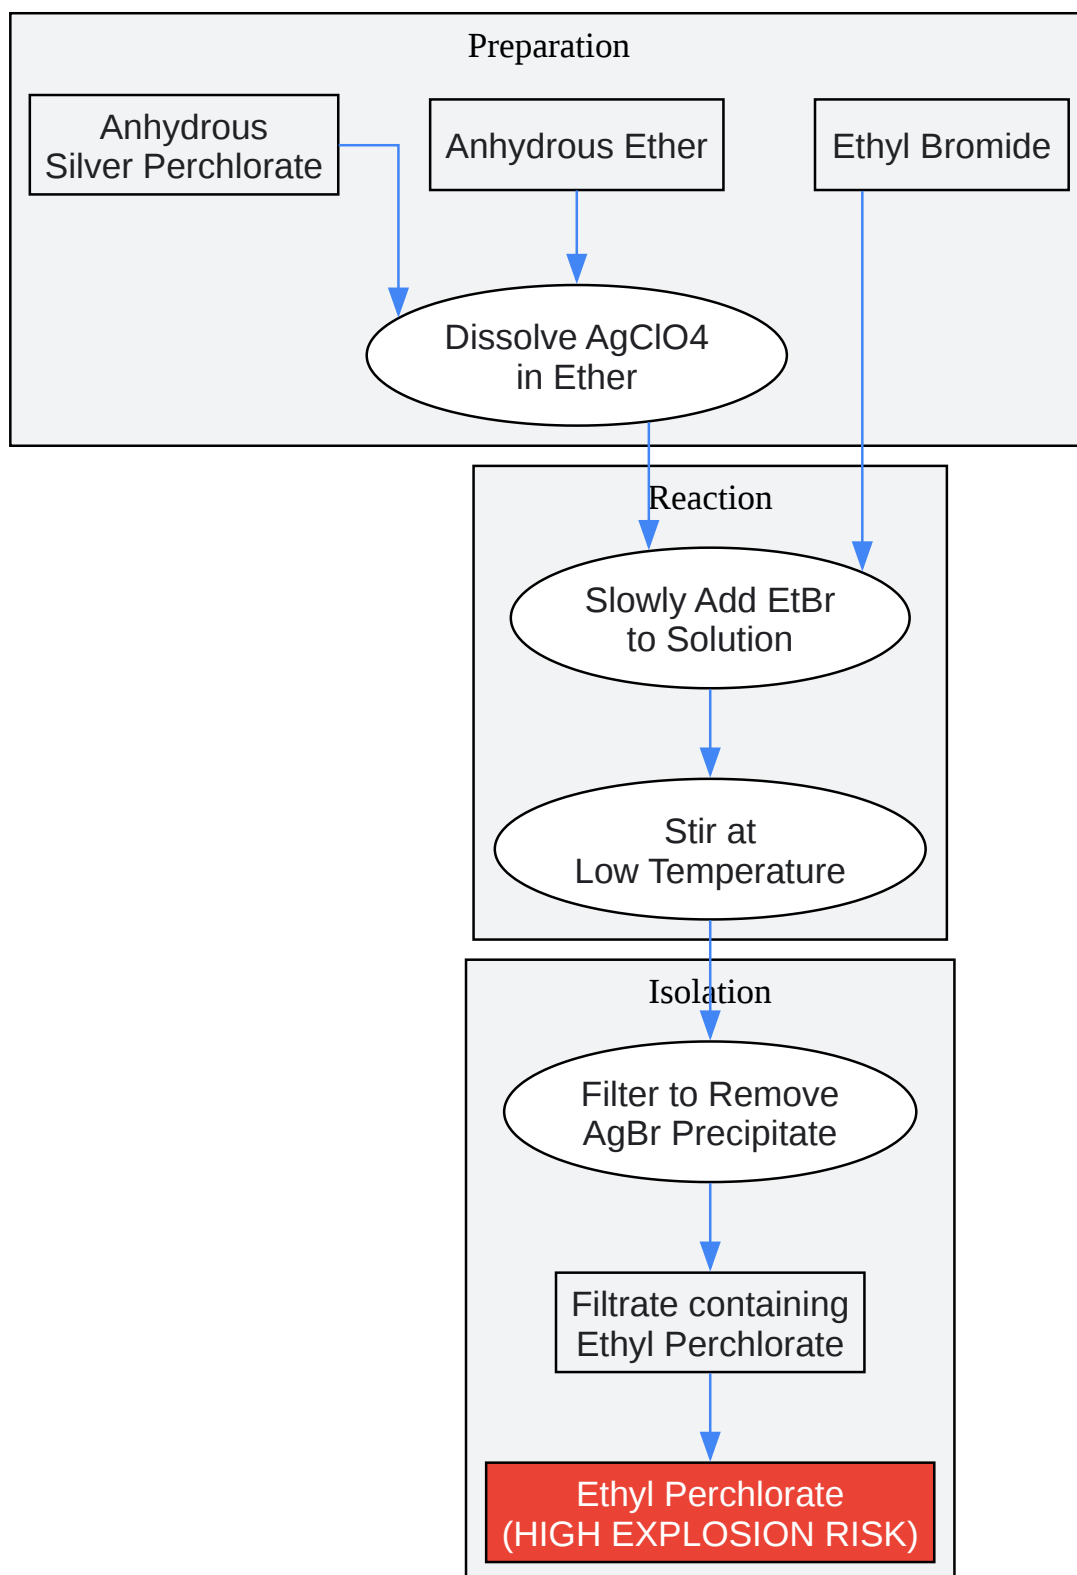 Preparation
Anhydrous
Silver Perchlorate
Anhydrous Ether
Ethyl Bromide
Dissolve AgClO4
in Ether
Reaction
Slowly Add EtBr
to Solution
Stir at
Low Temperature
Isolation
Filter to Remove
AgBr Precipitate
Filtrate containing
Ethyl Perchlorate
Ethyl Perchlorate
(HIGH EXPLOSION RISK)